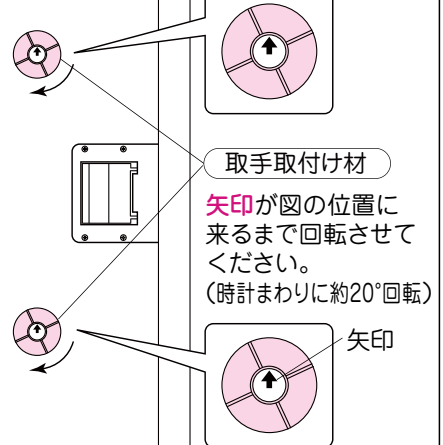 取手取付け材
矢印が図の位置に
来るまで回転させて
ください。
(時計まわりに約20°回転)
矢印